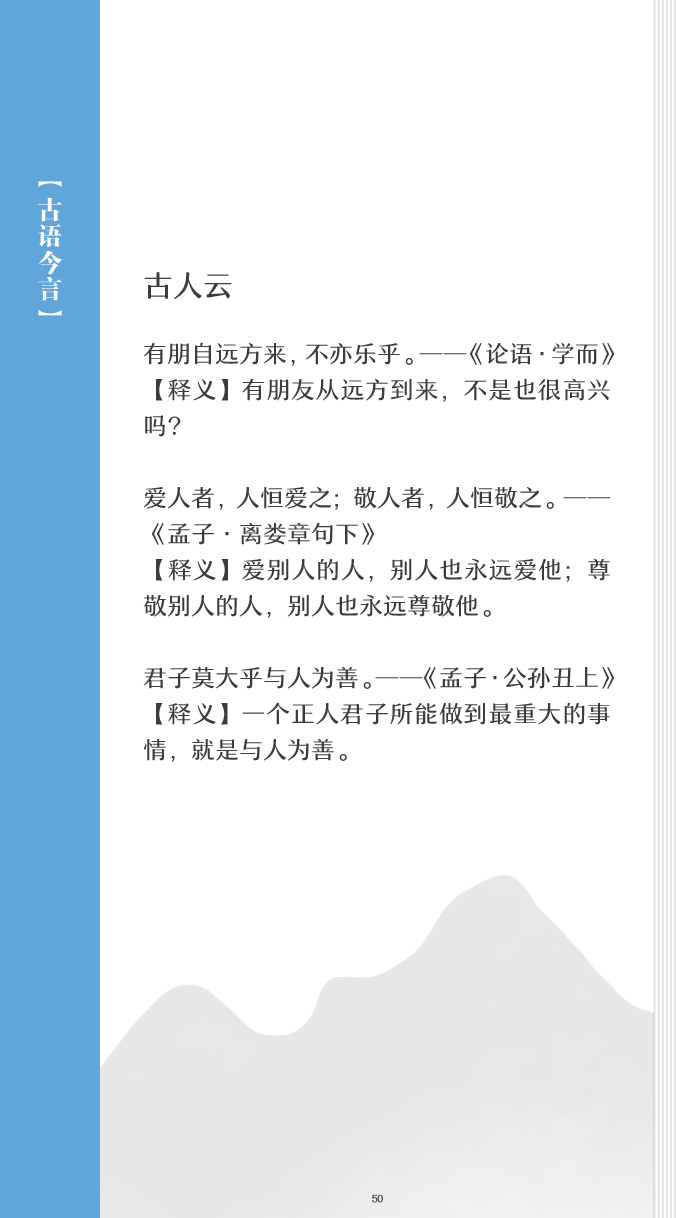 【古语今言】
古人云
有朋自远方来，不亦乐乎。——《论语·学而》
【释义】有朋友从远方到来，不是也很高兴
吗？
爱人者，人恒爱之；敬人者，人恒敬之。——
《孟子·离娄章句下》
【释义】爱别人的人，别人也永远爱他；尊
敬别人的人，别人也永远尊敬他。
君子莫大乎与人为善。——《孟子·公孙丑上》
【释义】一个正人君子所能做到最重大的事
情，就是与人为善。
50